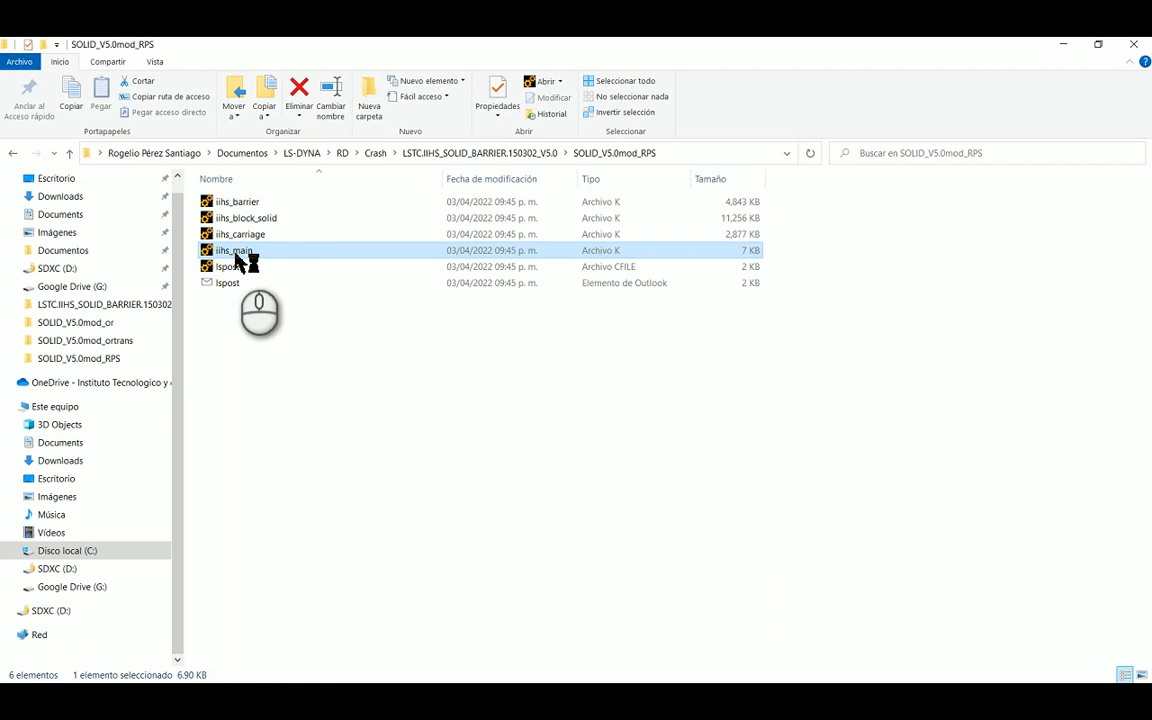 SOLID_V5.0mod_RPS
Archivo Inicio Compartir Vista
Anclar al Acceso rápido
Copiar
Pegar
Cortar
Copiar ruta de acceso
Pegar acceso directo
Portapapeles
Mover a
Copiar a
Eliminar
Cambiar nombre
Organizar
Nueva carpeta
Nuevo elemento
Fácil acceso
Nuevo
Propiedades
Abrir
Modificar
Historial
Abrir
Seleccionar todo
No seleccionar nada
Invertir selección
Seleccionar
Rogelio Pérez Santiago > Documentos > LS-DYNA > RD > Crash > LSTC.IIHS_SOLID_BARRIER.150302_V5.0 > SOLID_V5.0mod_RPS
Buscar en SOLID_V5.0mod_RPS
Nombre Fecha de modificación Tipo Tamaño
iihs_barrier 03/04/2022 09:45 p. m. Archivo K 4,843 KB
iihs_block_solid 03/04/2022 09:45 p. m. Archivo K 11,256 KB
iihs_carriage 03/04/2022 09:45 p. m. Archivo K 2,877 KB
iihs_main 03/04/2022 09:45 p. m. Archivo K 7 KB
03/04/2022 09:45 p. m. Archivo CFILE 2 KB
lspost 03/04/2022 09:45 p. m. Elemento de Outlook 2 KB
Escritorio
Downloads
Documents
Imágenes
Documentos
SDXC (D:)
Google Drive (G:)
LSTC.IIHS_SOLID_BARRIER.150302
SOLID_V5.0mod_or
SOLID_V5.0mod_ortrans
SOLID_V5.0mod_RPS
OneDrive - Instituto Tecnologico y
Este equipo
3D Objects
Documents
Downloads
Escritorio
Imágenes
Música
Vídeos
Disco local (C:)
SDXC (D:)
Google Drive (G:)
SDXC (D:)
Red
6 elementos 1 elemento seleccionado 6.90 KB